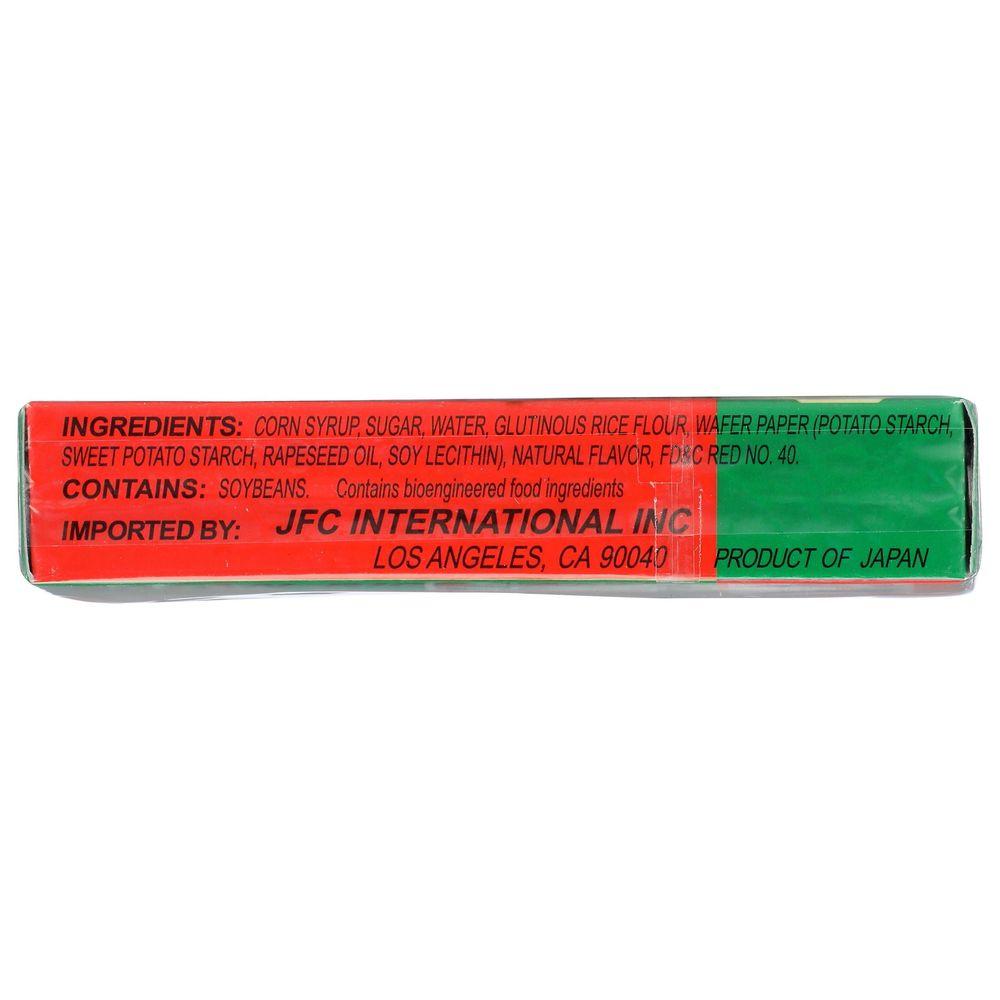 INGREDIENTS: CORN SYRUP, SUGAR, WATER, GLUTINOUS RICE FLOUR, WAFER PAPER (POTATO STARCH,
SWEET POTATO STARCH, RAPESEED OIL, SOY LECITHIN), NATURAL FLAVOR, FD&C RED NO. 40.
CONTAINS: SOYBEANS. Contains bioengineered food ingredients
IMPORTED BY: JFC INTERNATIONAL INC
LOS ANGELES, CA 90040 PRODUCT OF JAPAN